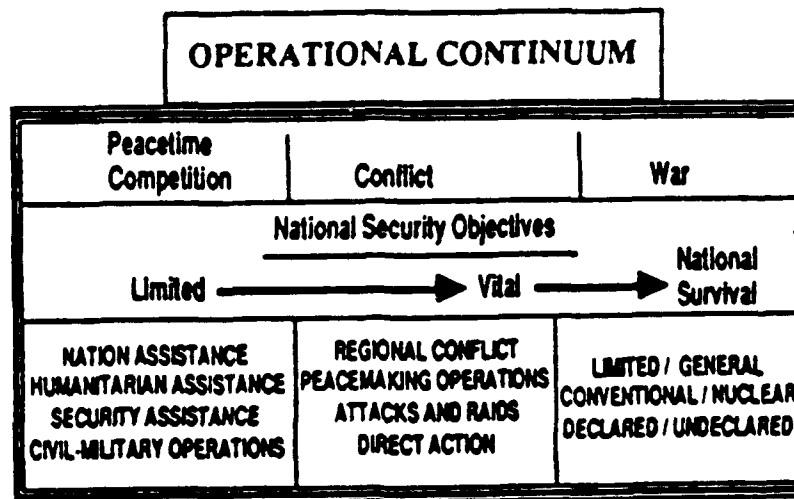 OPERATIONAL CONTINUUM
Peacetime
Competition
Conflict
War
National Security Objectives
Limited
Vital
National
Survival
NATION ASSISTANCE
HUMANITARIAN ASSISTANCE
SECURITY ASSISTANCE
CIVIL-MILITARY OPERATIONS
REGIONAL CONFLICT
PEACEMAKING OPERATIONS
ATTACKS AND RAIDS
DIRECT ACTION
LIMITED / GENERAL
CONVENTIONAL / NUCLEAR
DECLARED / UNDECLARED